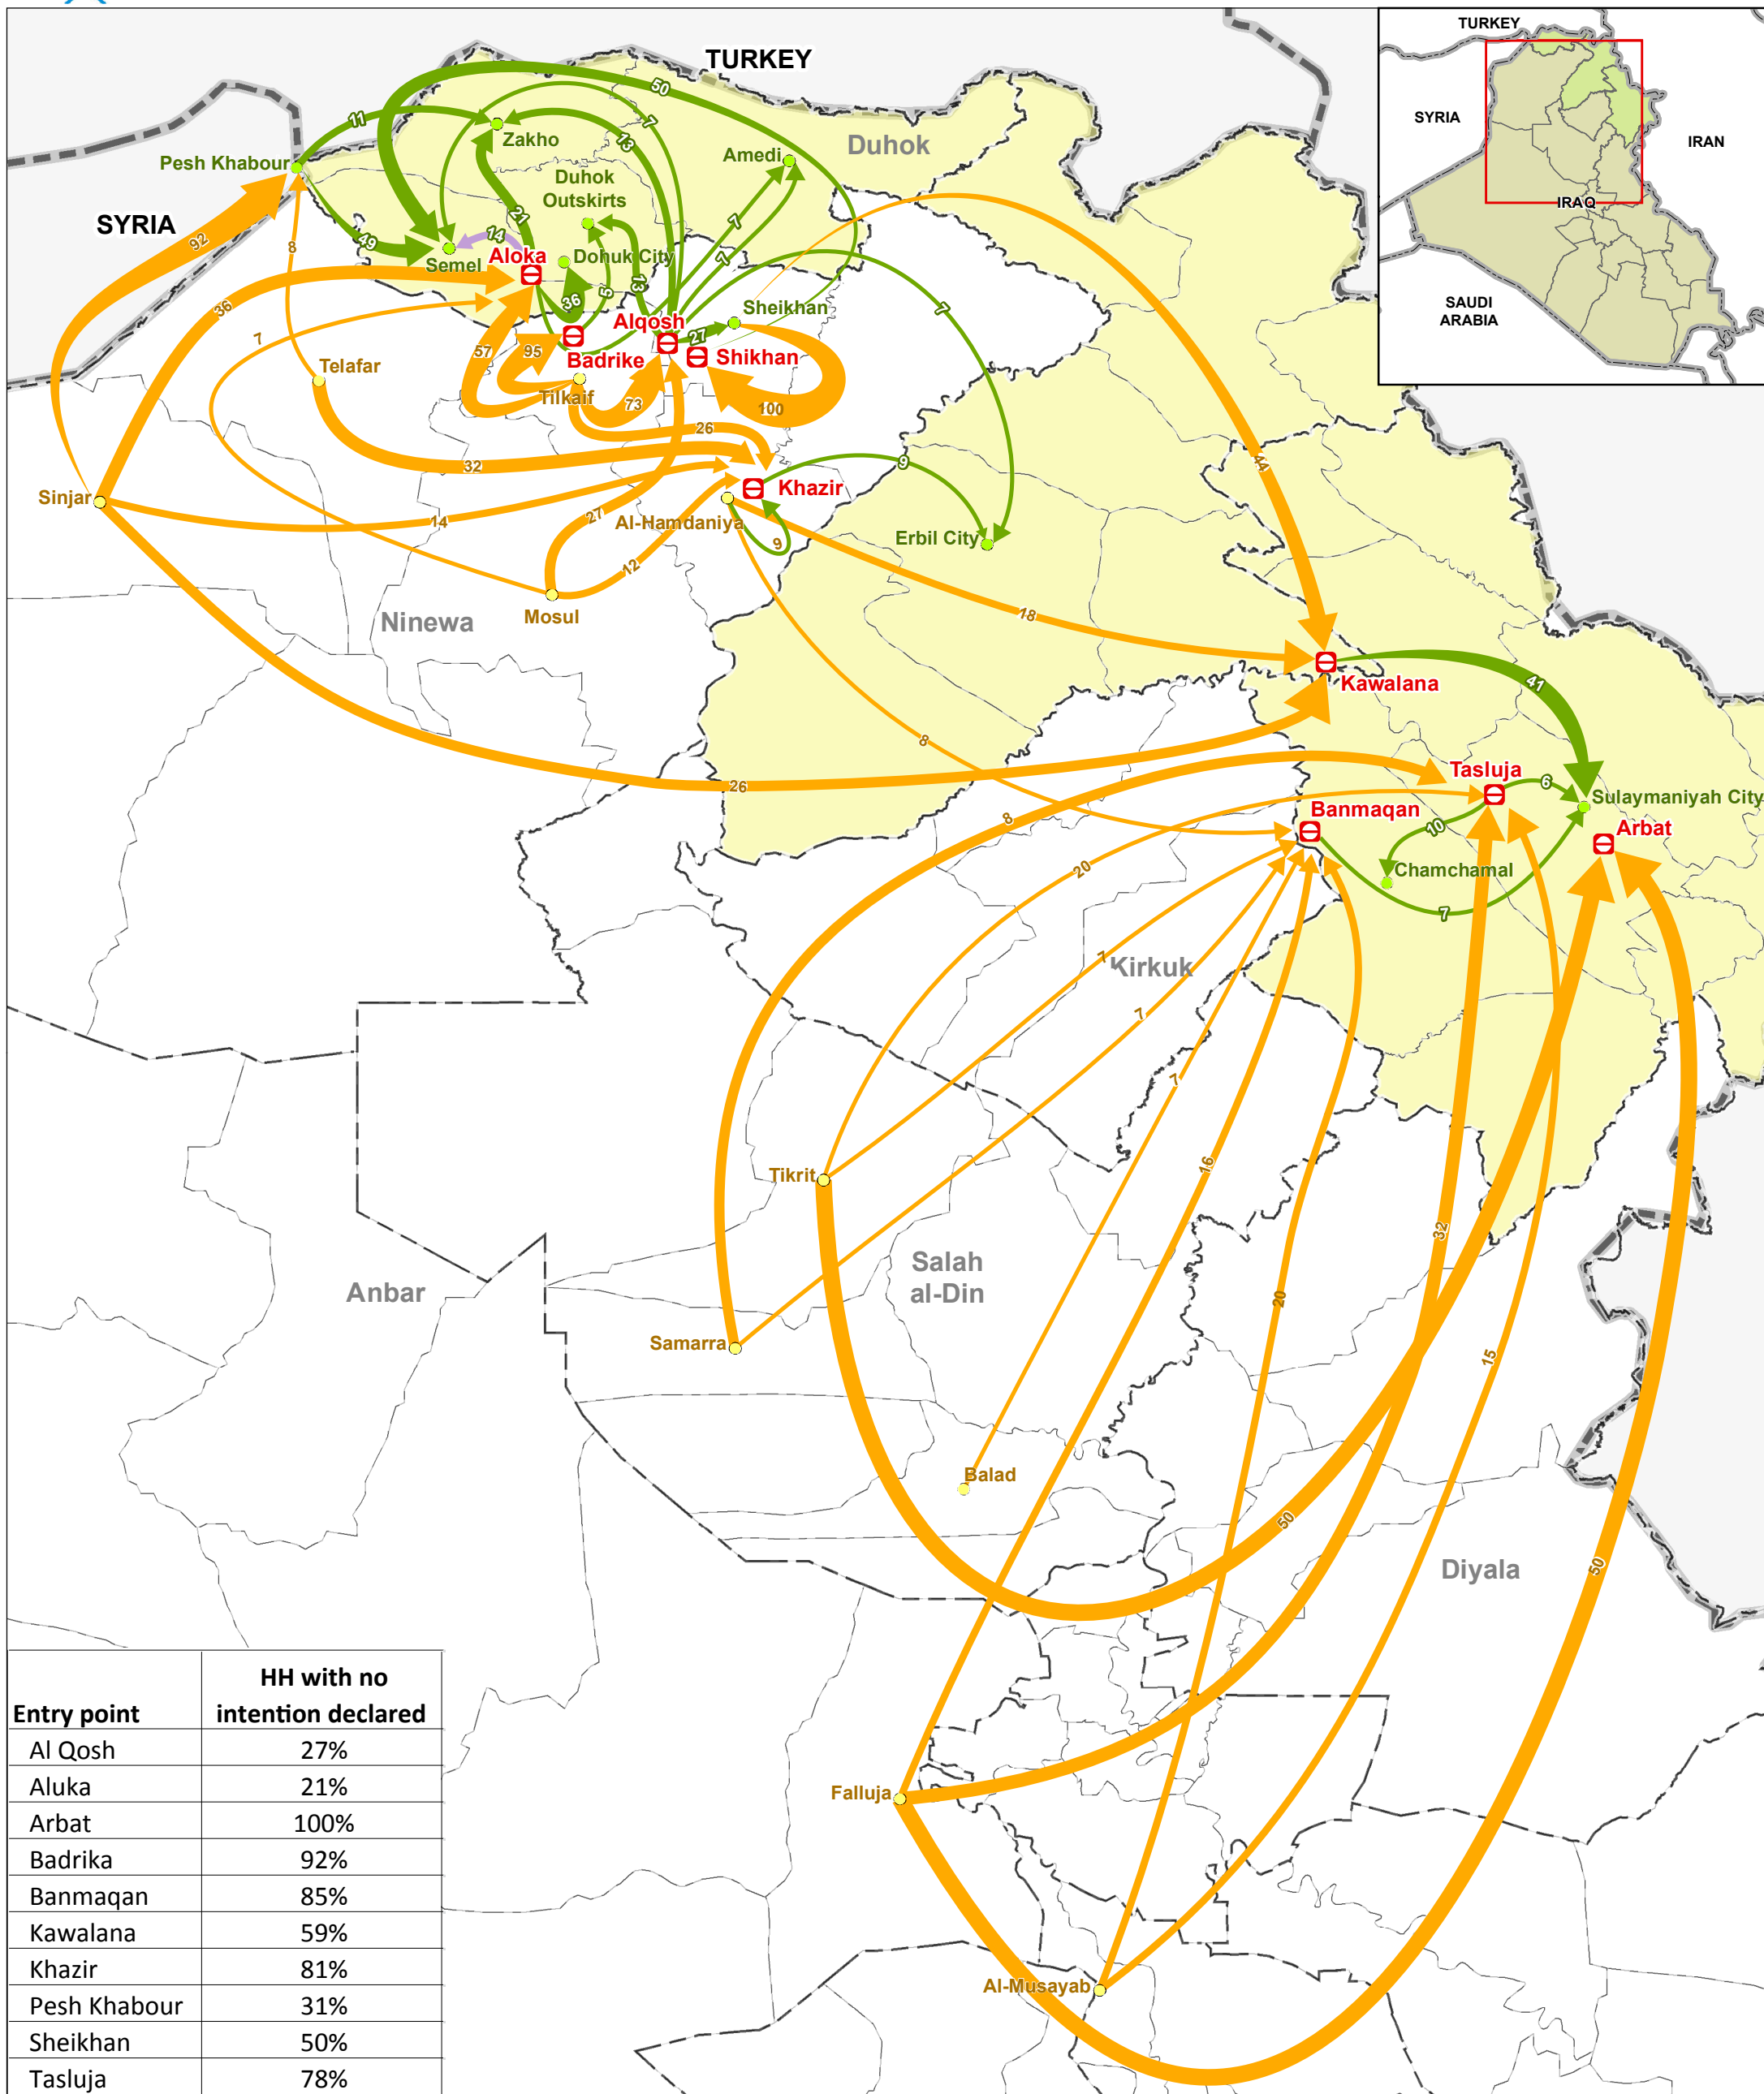 TURKEY
SYRIA
Duhok
Pesh Khabour
Zakho
Amedi
Duhok
Outskirts
Semel
Aloka
Dohuk City
Sheikhan
Alqosh
Badrike
Shikhan
Telafar
Tilkaif
Sinjar
Khazir
Al-Hamdaniya
Erbil City
Mosul
Ninewa
Kawalana
Tasluja
Sulaymaniyah City
Banmaqan
Arbat
Chamchamal
Kirkuk
Tikrit
Salah
al-Din
Anbar
Samarra
Balad
Diyala
Falluja
Al-Musayab
50
11
7
13
21
49
14
7
7
36
5
13
27
7
92
8
36
7
57
95
73
100
26
32
14
27
12
9
9
44
18
8
26
41
6
10
7
8
20
7
7
7
16
20
32
15
50
50
TURKEY
SYRIA
IRAN
IRAQ
SAUDI
ARABIA
Entry point HH with no
intention declared
Al Qosh 27%
Aluka 21%
Arbat 100%
Badrika 92%
Banmaqan 85%
Kawalana 59%
Khazir 81%
Pesh Khabour 31%
Sheikhan 50%
Tasluja 78%